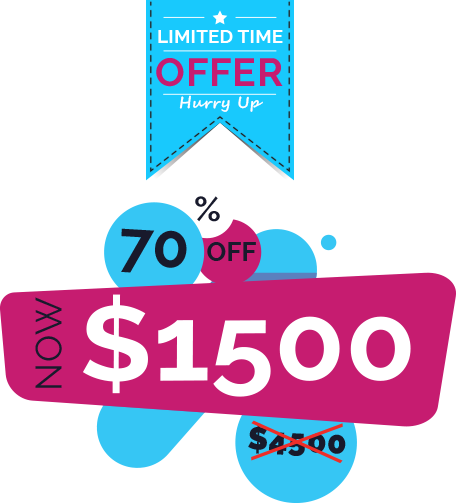 LIMITED TIME
OFFER
Hurry Up
%
70 OFF
NOW $1500
$4500